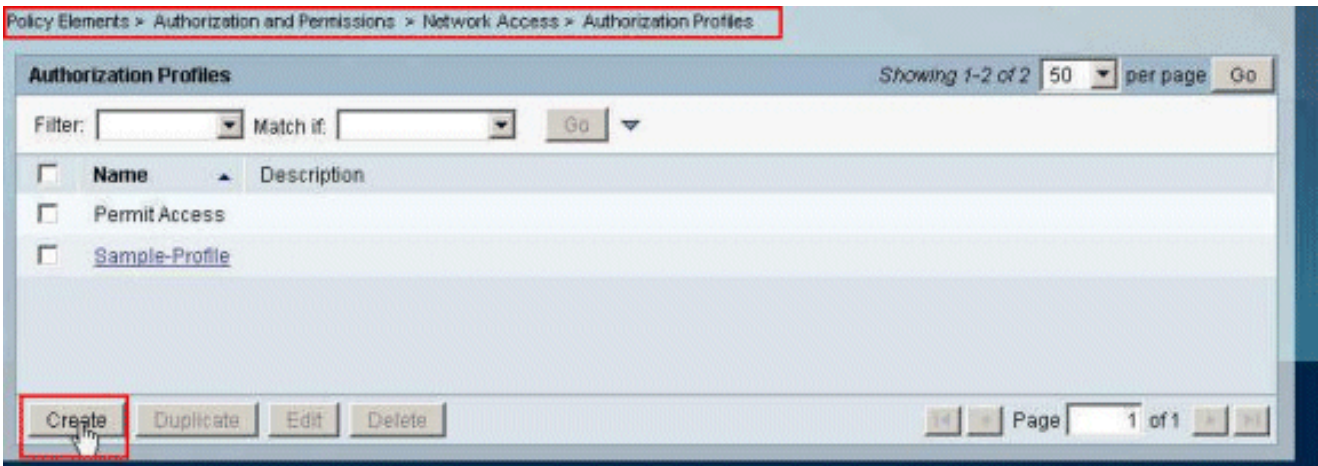 Policy Elements > Authorization and Permissions > Network Access > Authorization Profiles
Authorization Profiles Showing 1-2 of 2 50 per page Go
Filter: Match if: Go
Name Description
Permit Access
Sample-Profile
Create Duplicate Edit Delete Page 1 of 1